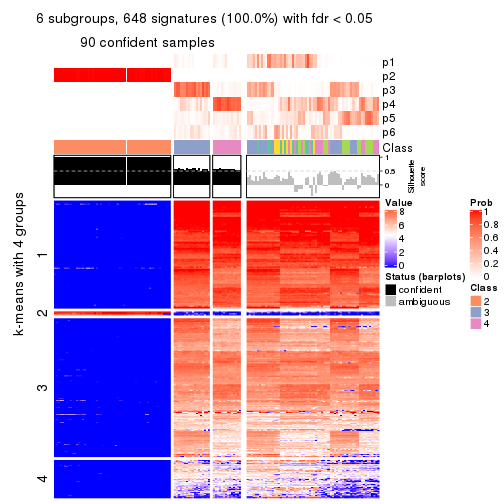 6 subgroups, 648 signatures (100.0%) with fdr < 0.05
90 confident samples
p1
p2
p3
p4
p5
p6
Class
1
0.5
0
Silhouette
score
k-means with 4 groups
1
2
3
4
Value
8
6
4
2
0
Status (barplots)
confident
ambiguous
Prob
1
0.8
0.6
0.4
0.2
0
Class
2
3
4